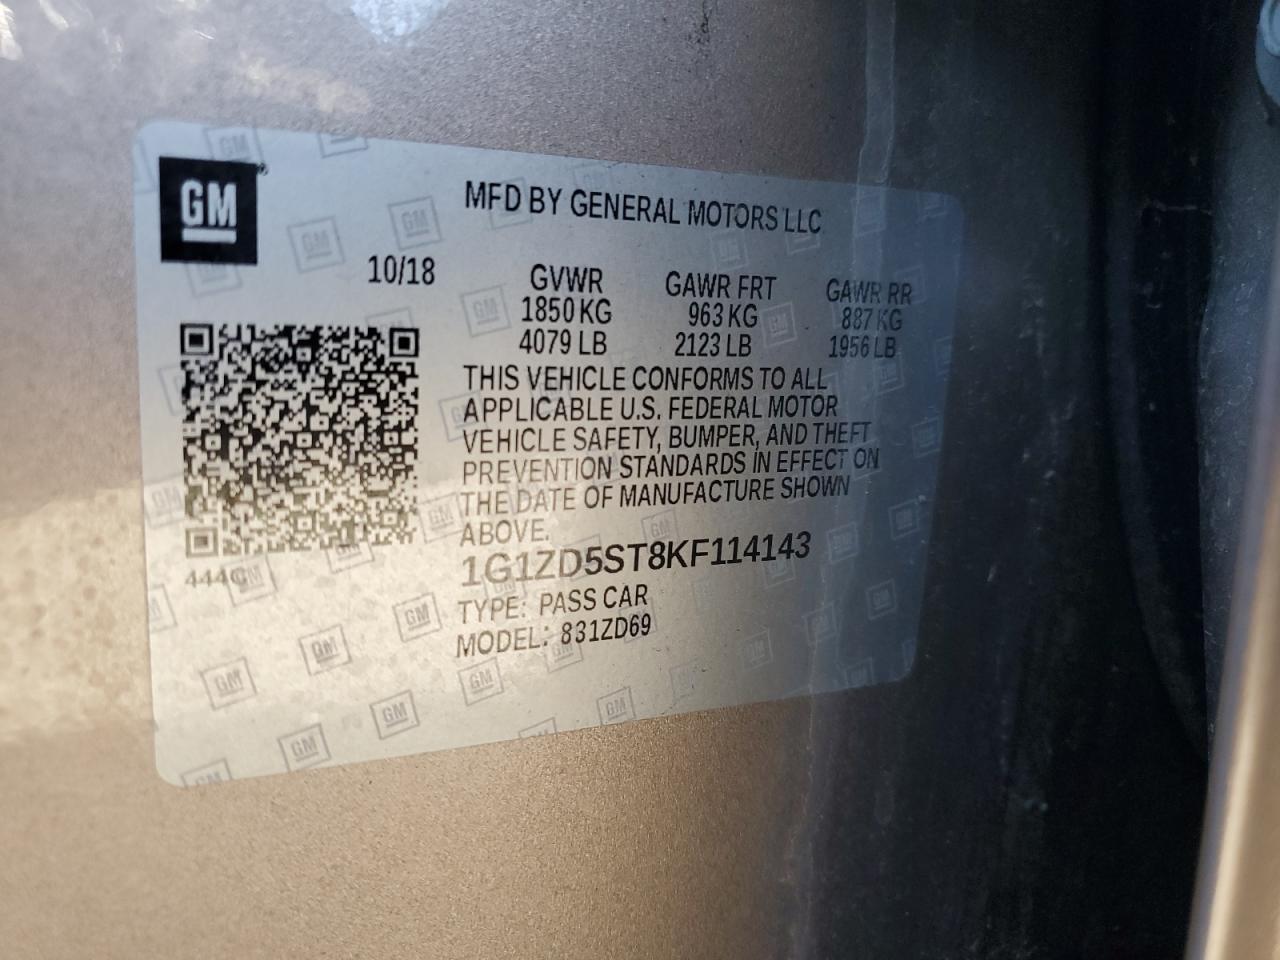 GM
MFD BY GENERAL MOTORS LLC
10/18
GVWR GAWR FRT GAWR RR
1850 KG 963 KG 887 KG
4079 LB 2123 LB 1956 LB
THIS VEHICLE CONFORMS TO ALL
APPLICABLE U.S. FEDERAL MOTOR
VEHICLE SAFETY, BUMPER, AND THEFT
PREVENTION STANDARDS IN EFFECT ON
THE DATE OF MANUFACTURE SHOWN
ABOVE.
444C
1G1ZD5ST8KF114143
TYPE: PASS CAR
MODEL: 831ZD69